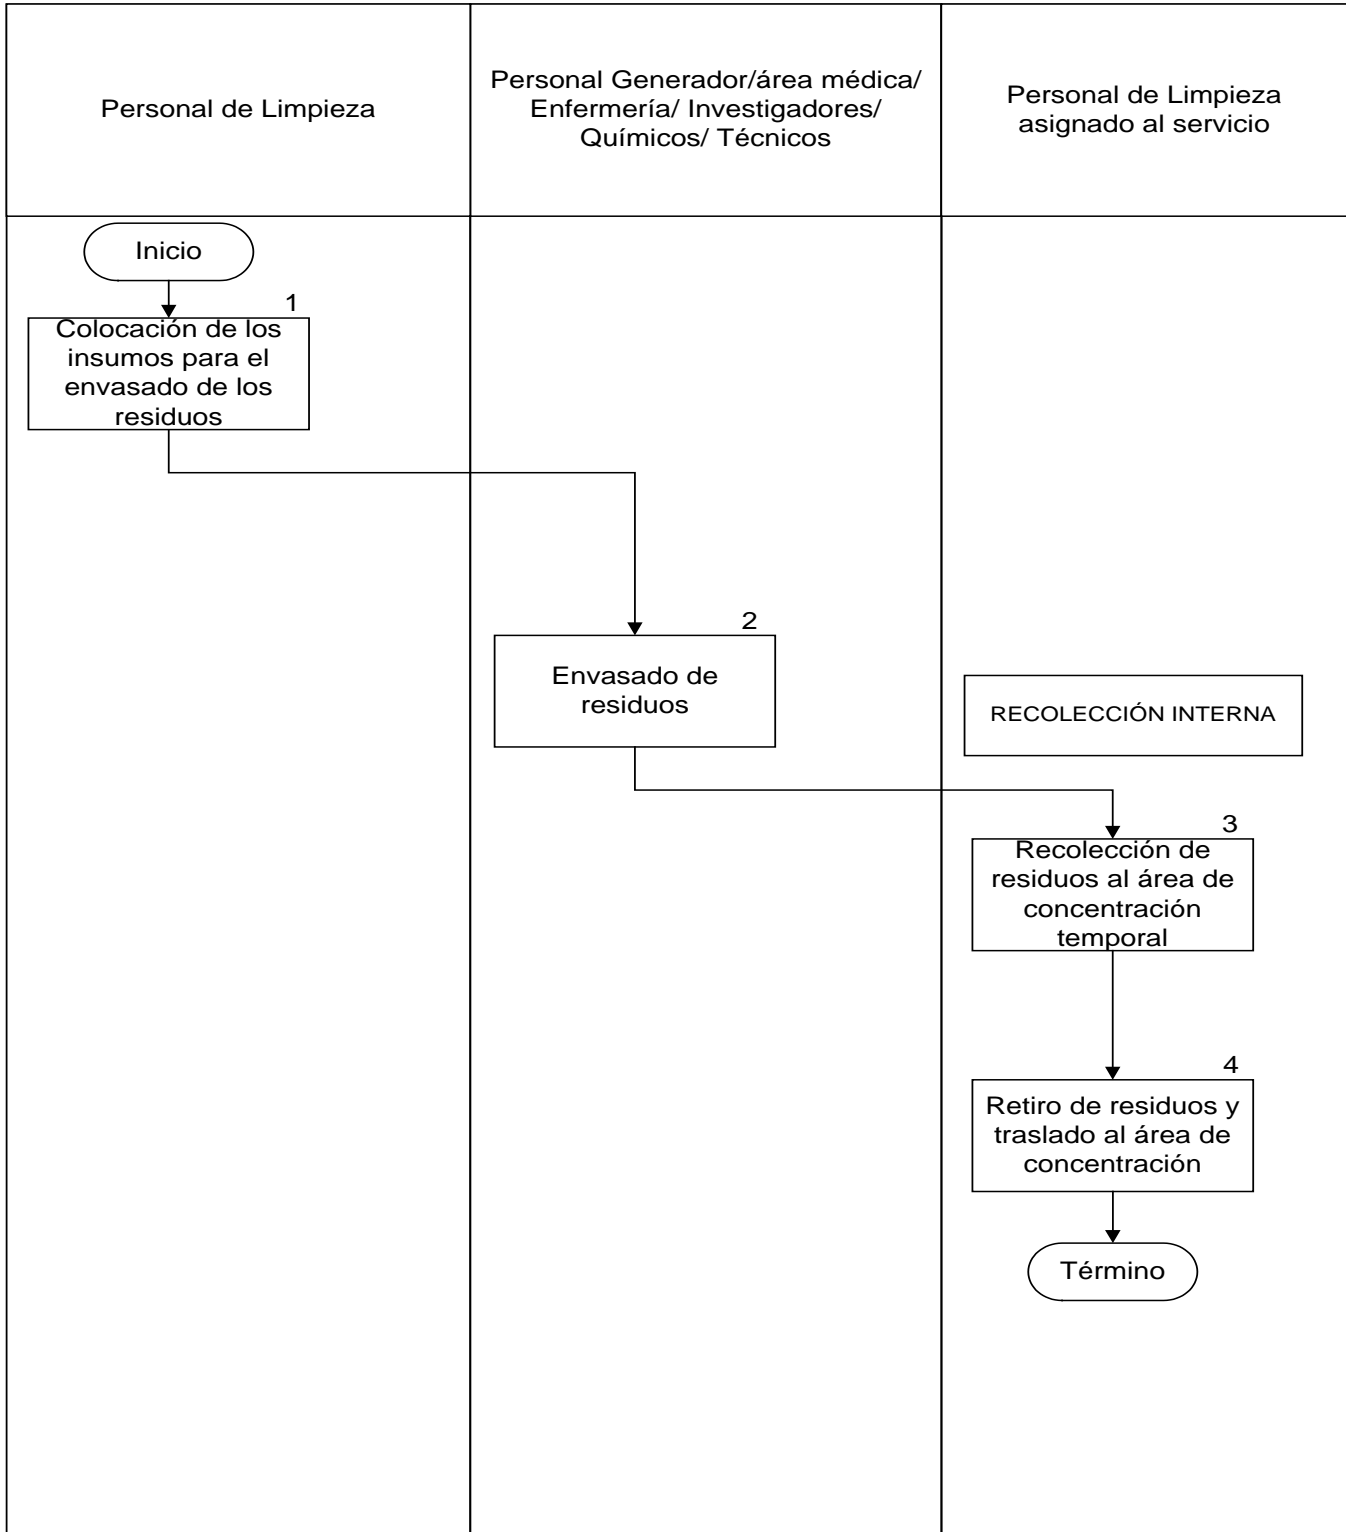 Personal de Limpieza
Personal Generador/área médica/
Enfermería/ Investigadores/
Químicos/ Técnicos
Personal de Limpieza
asignado al servicio
Inicio
1
Colocación de los
insumos para el
envasado de los
residuos
2
Envasado de
residuos
RECOLECCIÓN INTERNA
3
Recolección de
residuos al área de
concentración
temporal
4
Retiro de residuos y
traslado al área de
concentración
Término